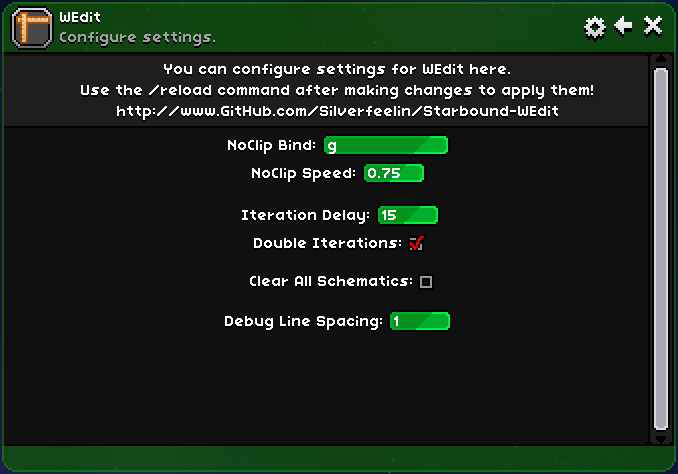 WEdit
Configure settings.
You can configure settings for WEdit here.
Use the /reload command after making changes to apply them!
http://www.GitHub.com/Silverfeelin/Starbound-WEdit
NoClip Bind: g
NoClip Speed: 0.75
Iteration Delay: 15
Double Iterations:
Clear All Schematics:
Debug Line Spacing: 1